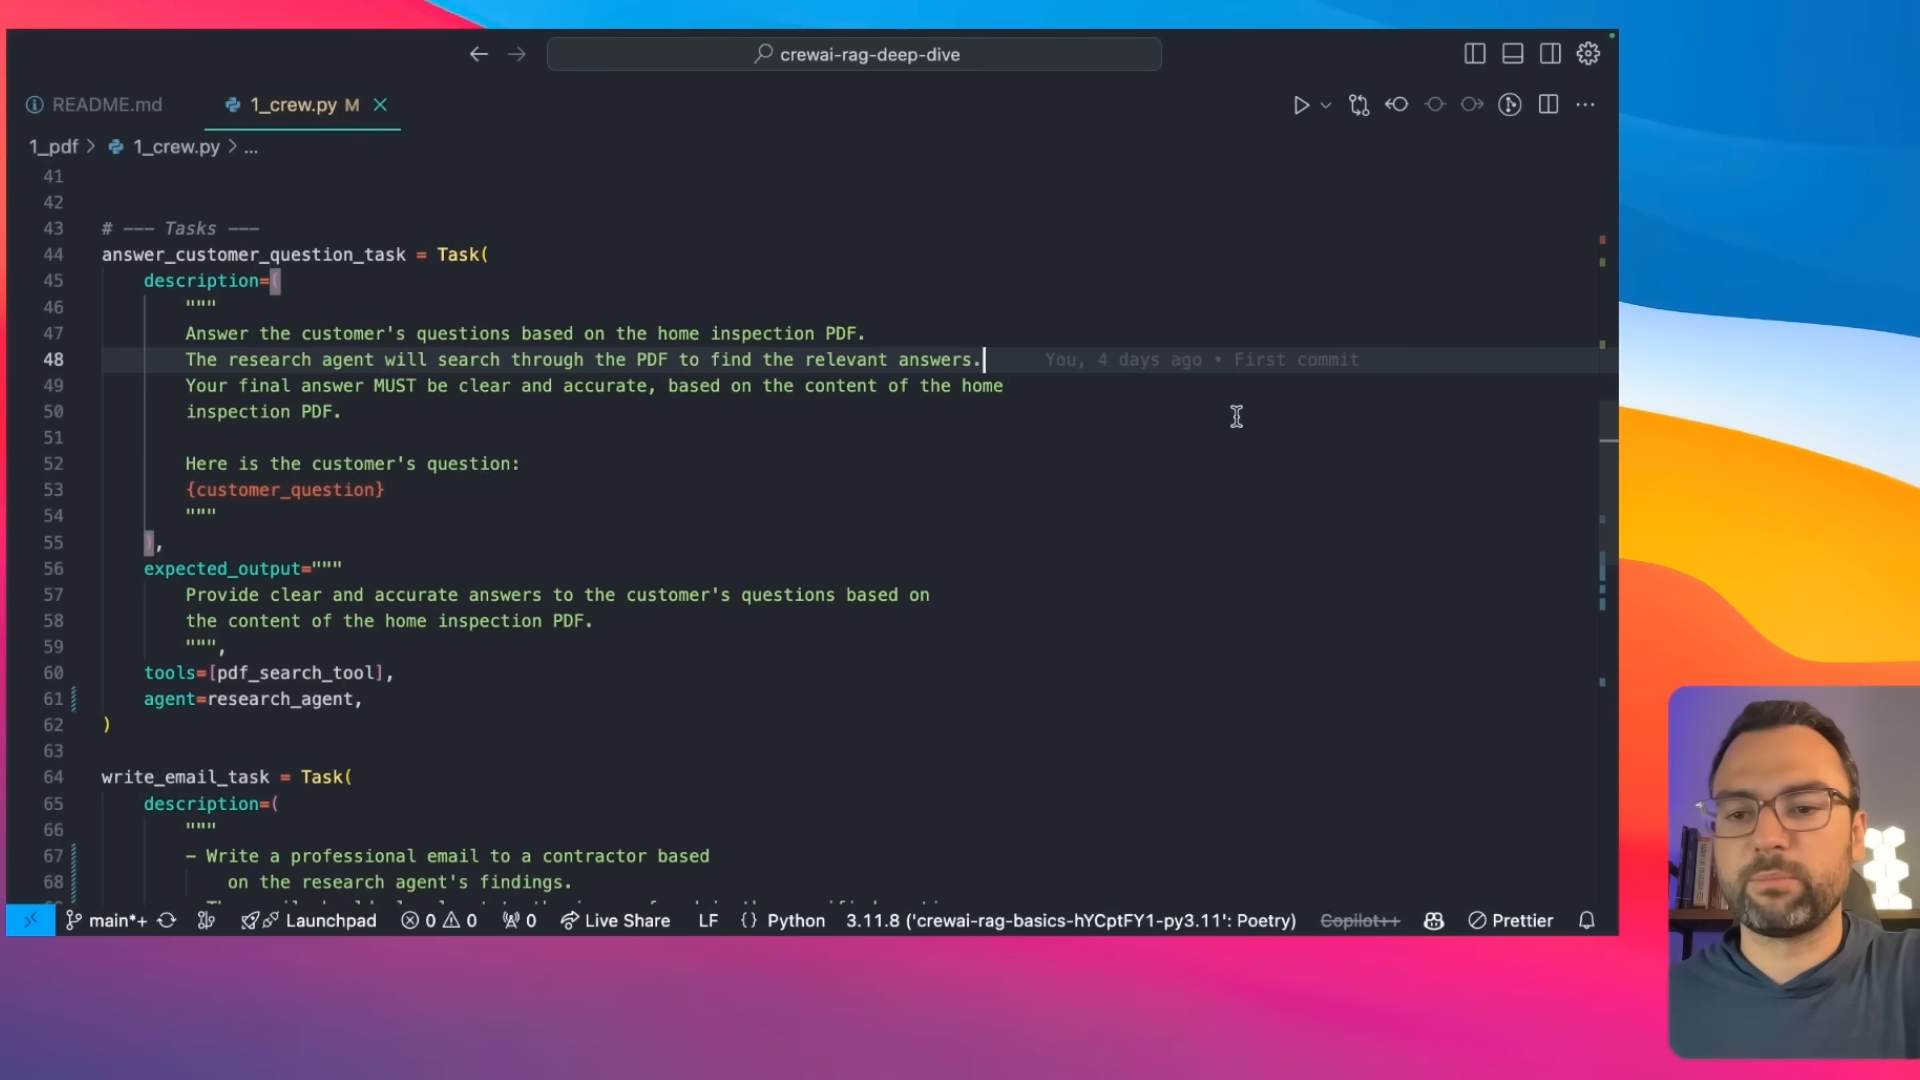 crewai-rag-deep-dive
README.md
1_crew.py M
1_pdf > 1_crew.py > ...
41
42
43 # --- Tasks ---
44 answer_customer_question_task = Task(
45 description=(
46 """
47 Answer the customer's questions based on the home inspection PDF.
48 The research agent will search through the PDF to find the relevant answers. You, 4 days ago • First commit
49 Your final answer MUST be clear and accurate, based on the content of the home
50 inspection PDF.
51
52 Here is the customer's question:
53 {customer_question}
54 """
55 ),
56 expected_output="""
57 Provide clear and accurate answers to the customer's questions based on
58 the content of the home inspection PDF.
59 """,
60 tools=[pdf_search_tool],
61 agent=research_agent,
62 )
63
64 write_email_task = Task(
65 description=(
66 """
67 - Write a professional email to a contractor based
68 on the research agent's findings.
main*+ Launchpad 0 0 0 Live Share LF {} Python 3.11.8 ('crewai-rag-basics-hYCptFY1-py3.11': Poetry) Copilot++ Prettier